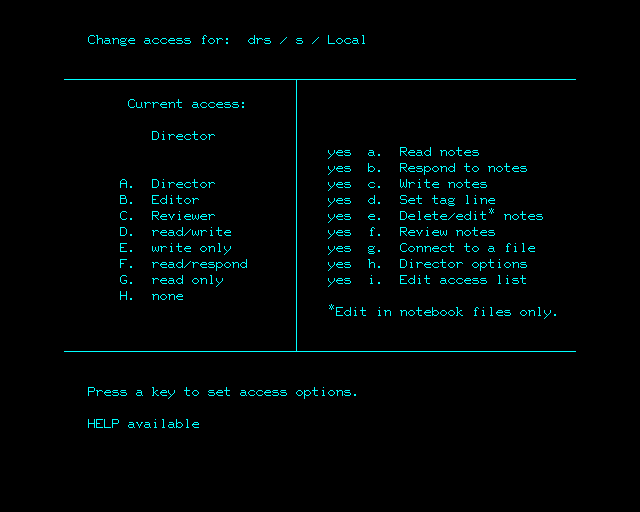 Change access for:  drs / s / Local
Current access:
Director
A.  Director
B.  Editor
C.  Reviewer
D.  read/write
E.  write only
F.  read/respond
G.  read only
H.  none
yes  a.  Read notes
yes  b.  Respond to notes
yes  c.  Write notes
yes  d.  Set tag line
yes  e.  Delete/edit* notes
yes  f.  Review notes
yes  g.  Connect to a file
yes  h.  Director options
yes  i.  Edit access list
*Edit in notebook files only.
Press a key to set access options.
HELP available